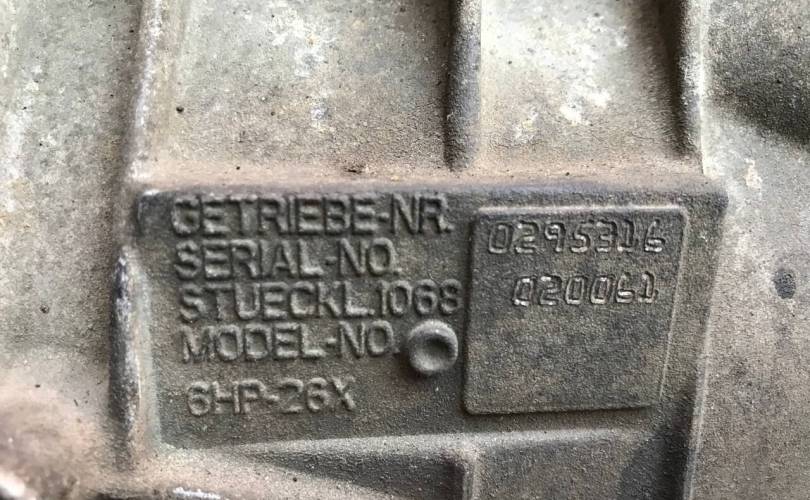 GETRIEBE-NR.
SERIAL-NO.
STUECKL.1068
MODEL-NO.
6HP-26X
0295316
020061